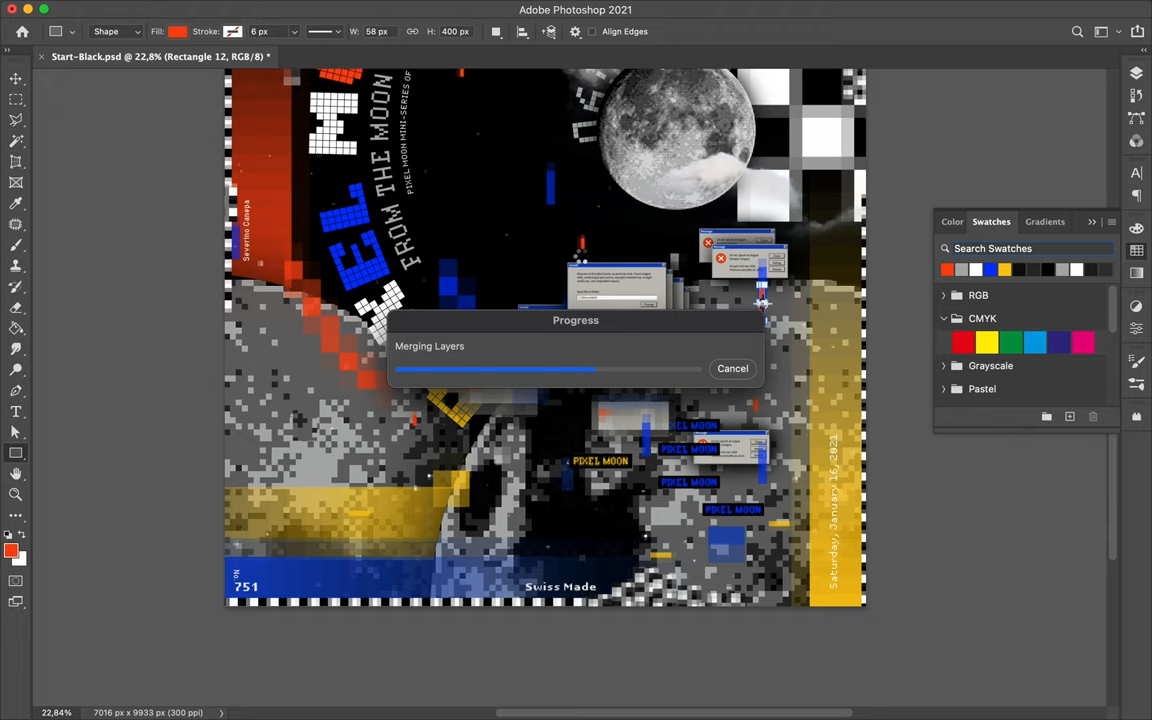 Adobe Photoshop 2021
Shape
Fill:
Stroke:
6 px
W: 58 px
H: 400 px
Align Edges
Start-Black.psd @ 22,8% (Rectangle 12, RGB/8) *
FROM THE MOON
PIXEL MOON MINI-SERIES OF
Severino Canepa
Color
Swatches
Gradients
Search Swatches
RGB
CMYK
Grayscale
Pastel
Progress
Merging Layers
Cancel
PIXEL MOON
PIXEL MOON
PIXEL MOON
PIXEL MOON
Saturday, January 16, 2021
No.
751
Swiss Made
22,84%
7016 px x 9933 px (300 ppi)